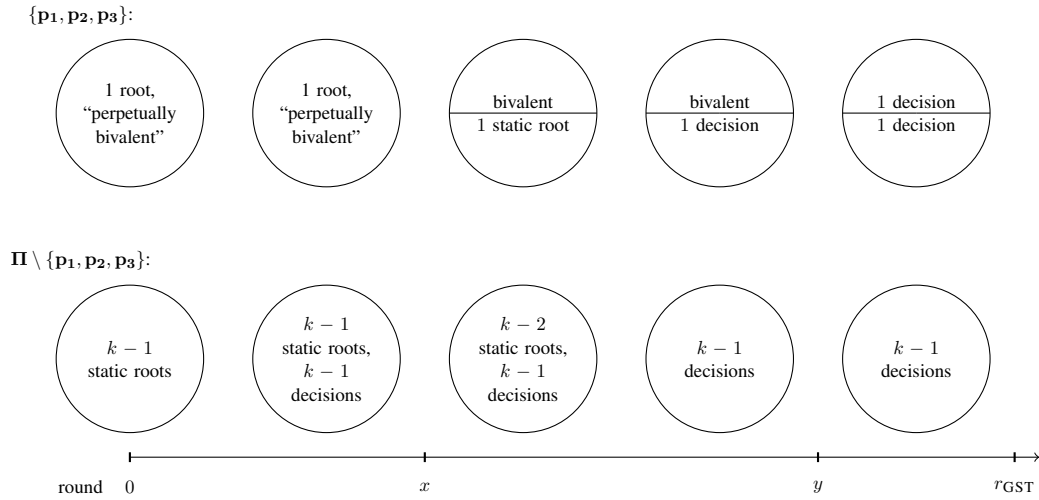 {p₁, p₂, p₃}:
1 root,
“perpetually
bivalent”
1 root,
“perpetually
bivalent”
bivalent
1 static root
bivalent
1 decision
1 decision
1 decision
Π \ {p₁, p₂, p₃}:
k − 1
static roots
k − 1
static roots,
k − 1
decisions
k − 2
static roots,
k − 1
decisions
k − 1
decisions
k − 1
decisions
round 0 x y r_GST